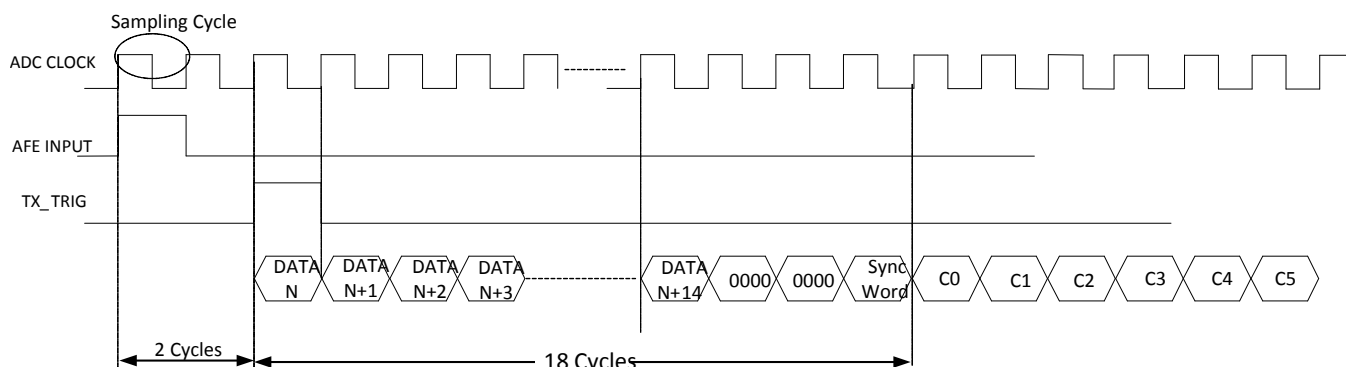 Sampling Cycle
ADC CLOCK
AFE INPUT
TX_TRIG
DATA
N
DATA
N+1
DATA
N+2
DATA
N+3
DATA
N+14
0000
0000
Sync
Word
C0
C1
C2
C3
C4
C5
2 Cycles
18 Cycles